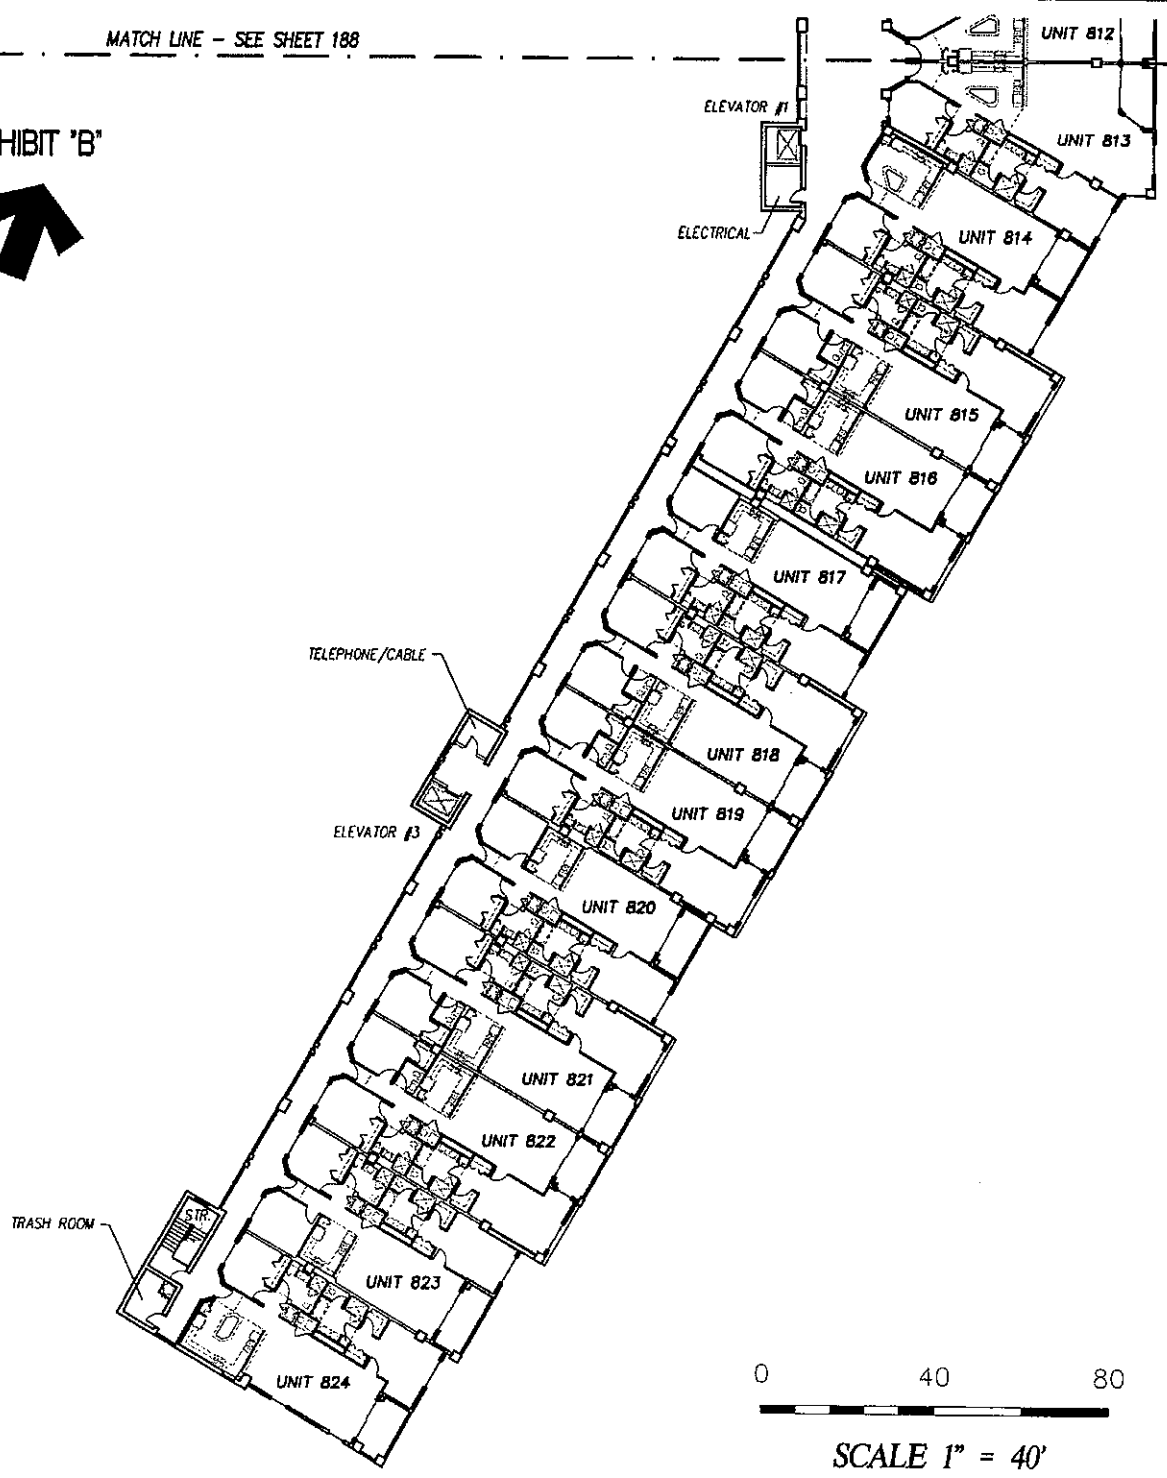 MATCH LINE - SEE SHEET 188
UNIT 812
ELEVATOR #1
HIBIT "B"
UNIT 813
ELECTRICAL
UNIT 814
UNIT 815
UNIT 816
UNIT 817
TELEPHONE/CABLE
UNIT 818
UNIT 819
ELEVATOR #3
UNIT 820
UNIT 821
UNIT 822
STR.
TRASH ROOM
UNIT 823
UNIT 824
0 40 80
SCALE 1" = 40'